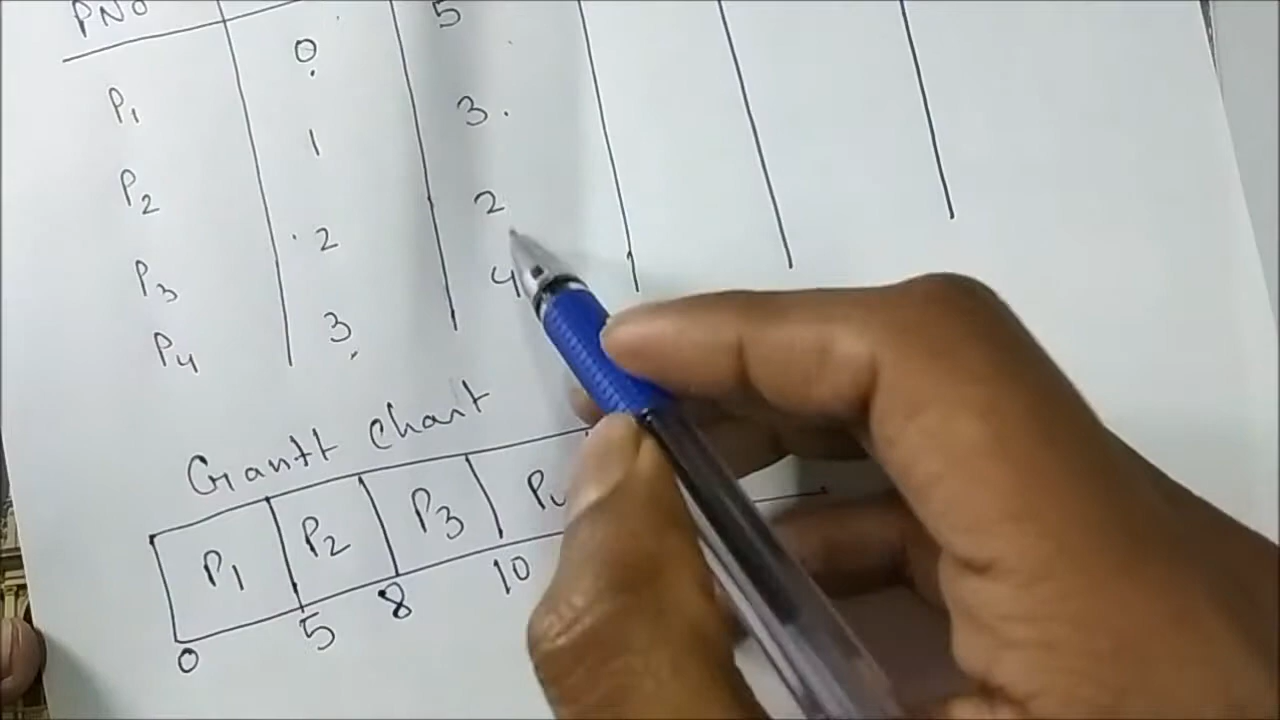 PNO
0 5
P1 1 3
P2 2 2
P3 3 4
P4
Gantt Chart
P1 P2 P3 P4
0 5 8 10